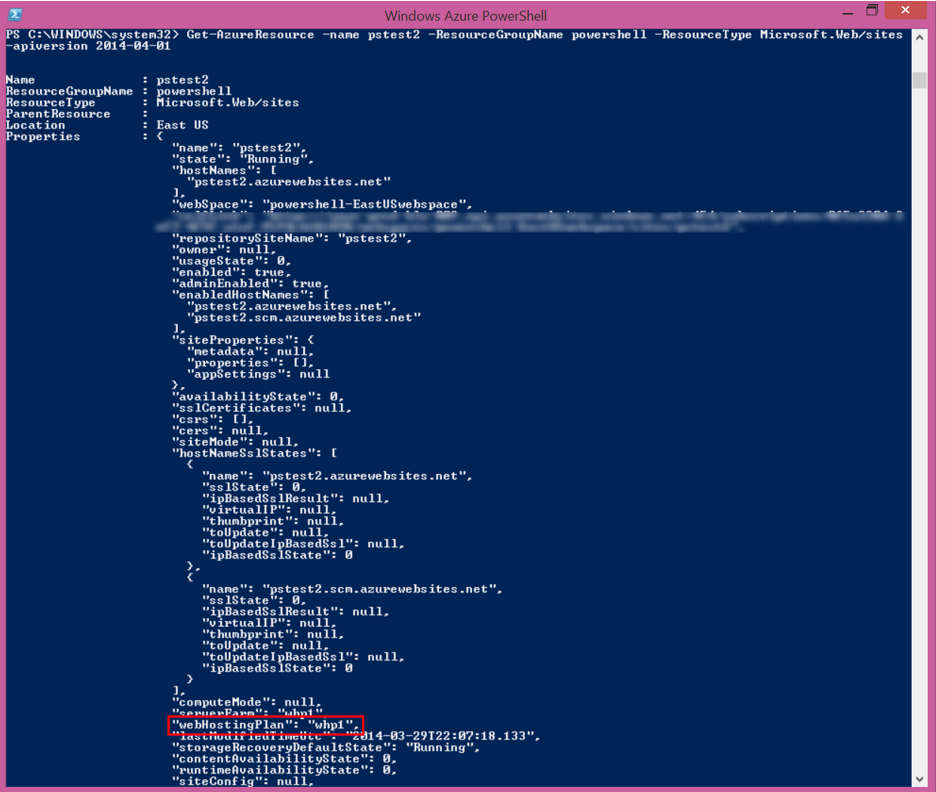 Windows Azure PowerShell
PS C:\WINDOWS\system32> Get-AzureResource -name pstest2 -ResourceGroupName powershell -ResourceType Microsoft.Web/sites
-apiversion 2014-04-01
Name : pstest2
ResourceGroupName : powershell
ResourceType : Microsoft.Web/sites
ParentResource :
Location : East US
Properties : {
"name": "pstest2",
"state": "Running",
"hostNames": [
"pstest2.azurewebsites.net"
],
"webSpace": "powershell-EastUSwebspace",
"repositorySiteName": "pstest2",
"owner": null,
"usageState": 0,
"enabled": true,
"adminEnabled": true,
"enabledHostNames": [
"pstest2.azurewebsites.net",
"pstest2.scm.azurewebsites.net"
],
"siteProperties": {
"metadata": null,
"properties": [],
"appSettings": null
},
"availabilityState": 0,
"sslCertificates": null,
"csrs": [],
"cers": null,
"siteMode": null,
"hostNameSslStates": [
{
"name": "pstest2.azurewebsites.net",
"sslState": 0,
"ipBasedSslResult": null,
"virtualIP": null,
"thumbprint": null,
"toUpdate": null,
"toUpdateIpBasedSsl": null,
"ipBasedSslState": 0
},
{
"name": "pstest2.scm.azurewebsites.net",
"sslState": 0,
"ipBasedSslResult": null,
"virtualIP": null,
"thumbprint": null,
"toUpdate": null,
"toUpdateIpBasedSsl": null,
"ipBasedSslState": 0
}
],
"computeMode": null,
"serverFarm": "whp1",
"webHostingPlan": "whp1",
"lastModifiedTimeUtc": "2014-03-29T22:07:18.133",
"storageRecoveryDefaultState": "Running",
"contentAvailabilityState": 0,
"runtimeAvailabilityState": 0,
"siteConfig": null,